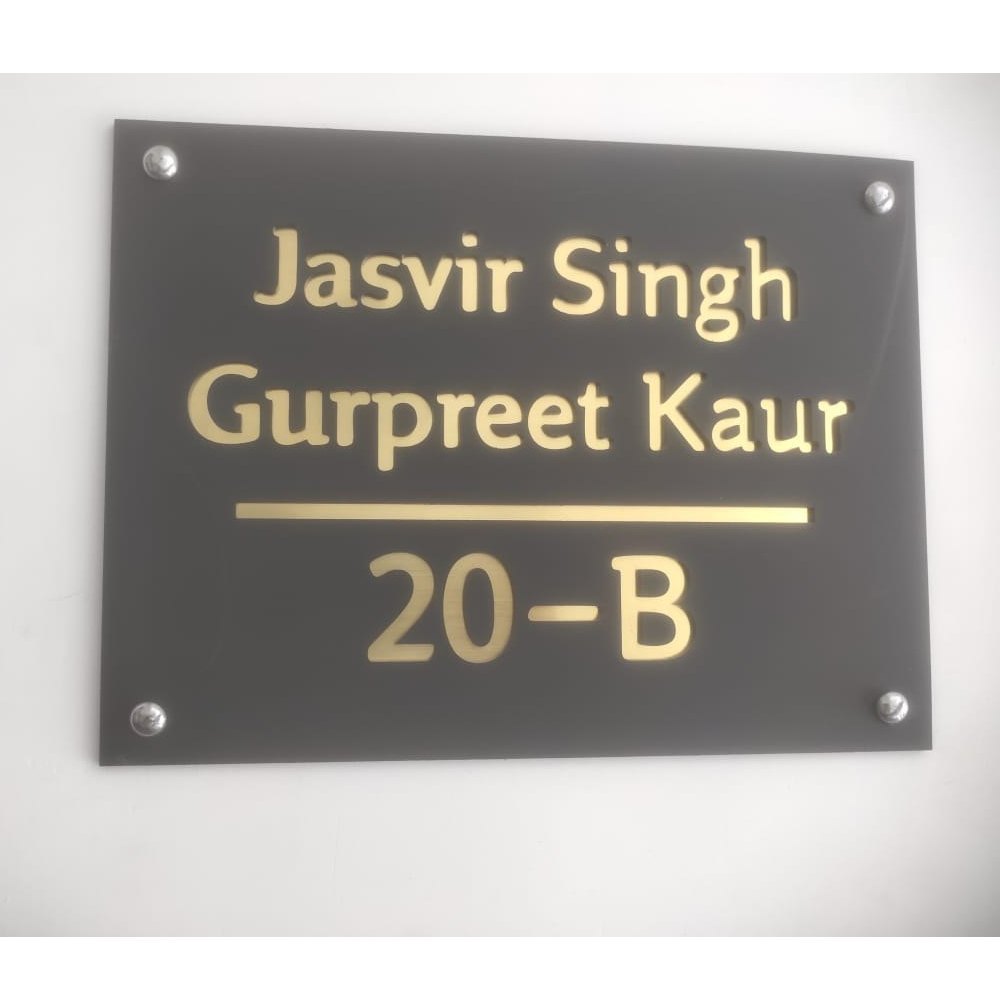 Jasvir Singh
Gurpreet Kaur
20-B